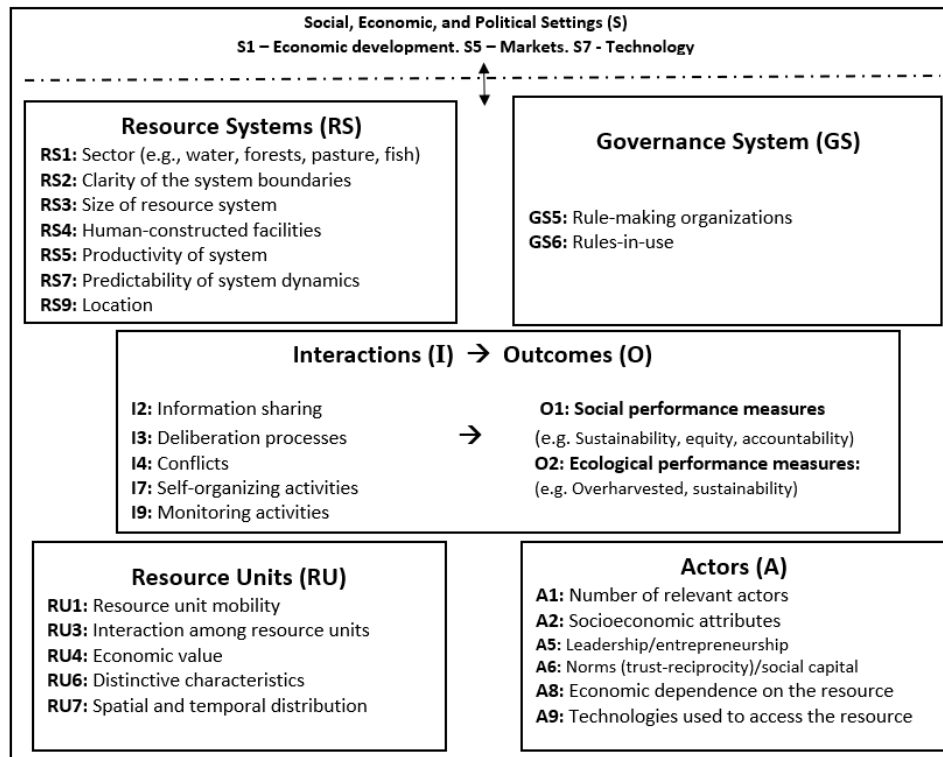 Social, Economic, and Political Settings (S)
S1 – Economic development. S5 – Markets. S7 - Technology
Resource Systems (RS)
RS1: Sector (e.g., water, forests, pasture, fish)
RS2: Clarity of the system boundaries
RS3: Size of resource system
RS4: Human-constructed facilities
RS5: Productivity of system
RS7: Predictability of system dynamics
RS9: Location
Governance System (GS)
GS5: Rule-making organizations
GS6: Rules-in-use
Interactions (I) → Outcomes (O)
I2: Information sharing
I3: Deliberation processes
I4: Conflicts
I7: Self-organizing activities
I9: Monitoring activities
→
O1: Social performance measures
(e.g. Sustainability, equity, accountability)
O2: Ecological performance measures:
(e.g. Overharvested, sustainability)
Resource Units (RU)
RU1: Resource unit mobility
RU3: Interaction among resource units
RU4: Economic value
RU6: Distinctive characteristics
RU7: Spatial and temporal distribution
Actors (A)
A1: Number of relevant actors
A2: Socioeconomic attributes
A5: Leadership/entrepreneurship
A6: Norms (trust-reciprocity)/social capital
A8: Economic dependence on the resource
A9: Technologies used to access the resource